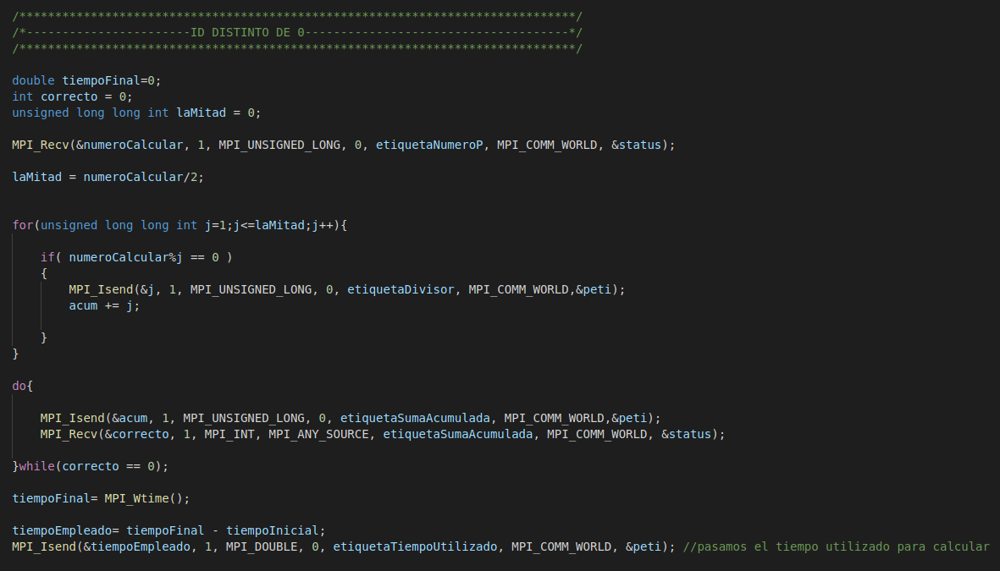 /******************************************************************************/
/*-----------------------ID DISTINTO DE 0-------------------------------------*/
/******************************************************************************/
double tiempoFinal=0;
int correcto = 0;
unsigned long long int laMitad = 0;
MPI_Recv(&numeroCalcular, 1, MPI_UNSIGNED_LONG, 0, etiquetaNumeroP, MPI_COMM_WORLD, &status);
laMitad = numeroCalcular/2;
for(unsigned long long int j=1;j<=laMitad;j++){
if( numeroCalcular%j == 0 )
{
MPI_Isend(&j, 1, MPI_UNSIGNED_LONG, 0, etiquetaDivisor, MPI_COMM_WORLD,&peti);
acum += j;
}
}
do{
MPI_Isend(&acum, 1, MPI_UNSIGNED_LONG, 0, etiquetaSumaAcumulada, MPI_COMM_WORLD,&peti);
MPI_Recv(&correcto, 1, MPI_INT, MPI_ANY_SOURCE, etiquetaSumaAcumulada, MPI_COMM_WORLD, &status);
}while(correcto == 0);
tiempoFinal= MPI_Wtime();
tiempoEmpleado= tiempoFinal - tiempoInicial;
MPI_Isend(&tiempoEmpleado, 1, MPI_DOUBLE, 0, etiquetaTiempoUtilizado, MPI_COMM_WORLD, &peti); //pasamos el tiempo utilizado para calcular